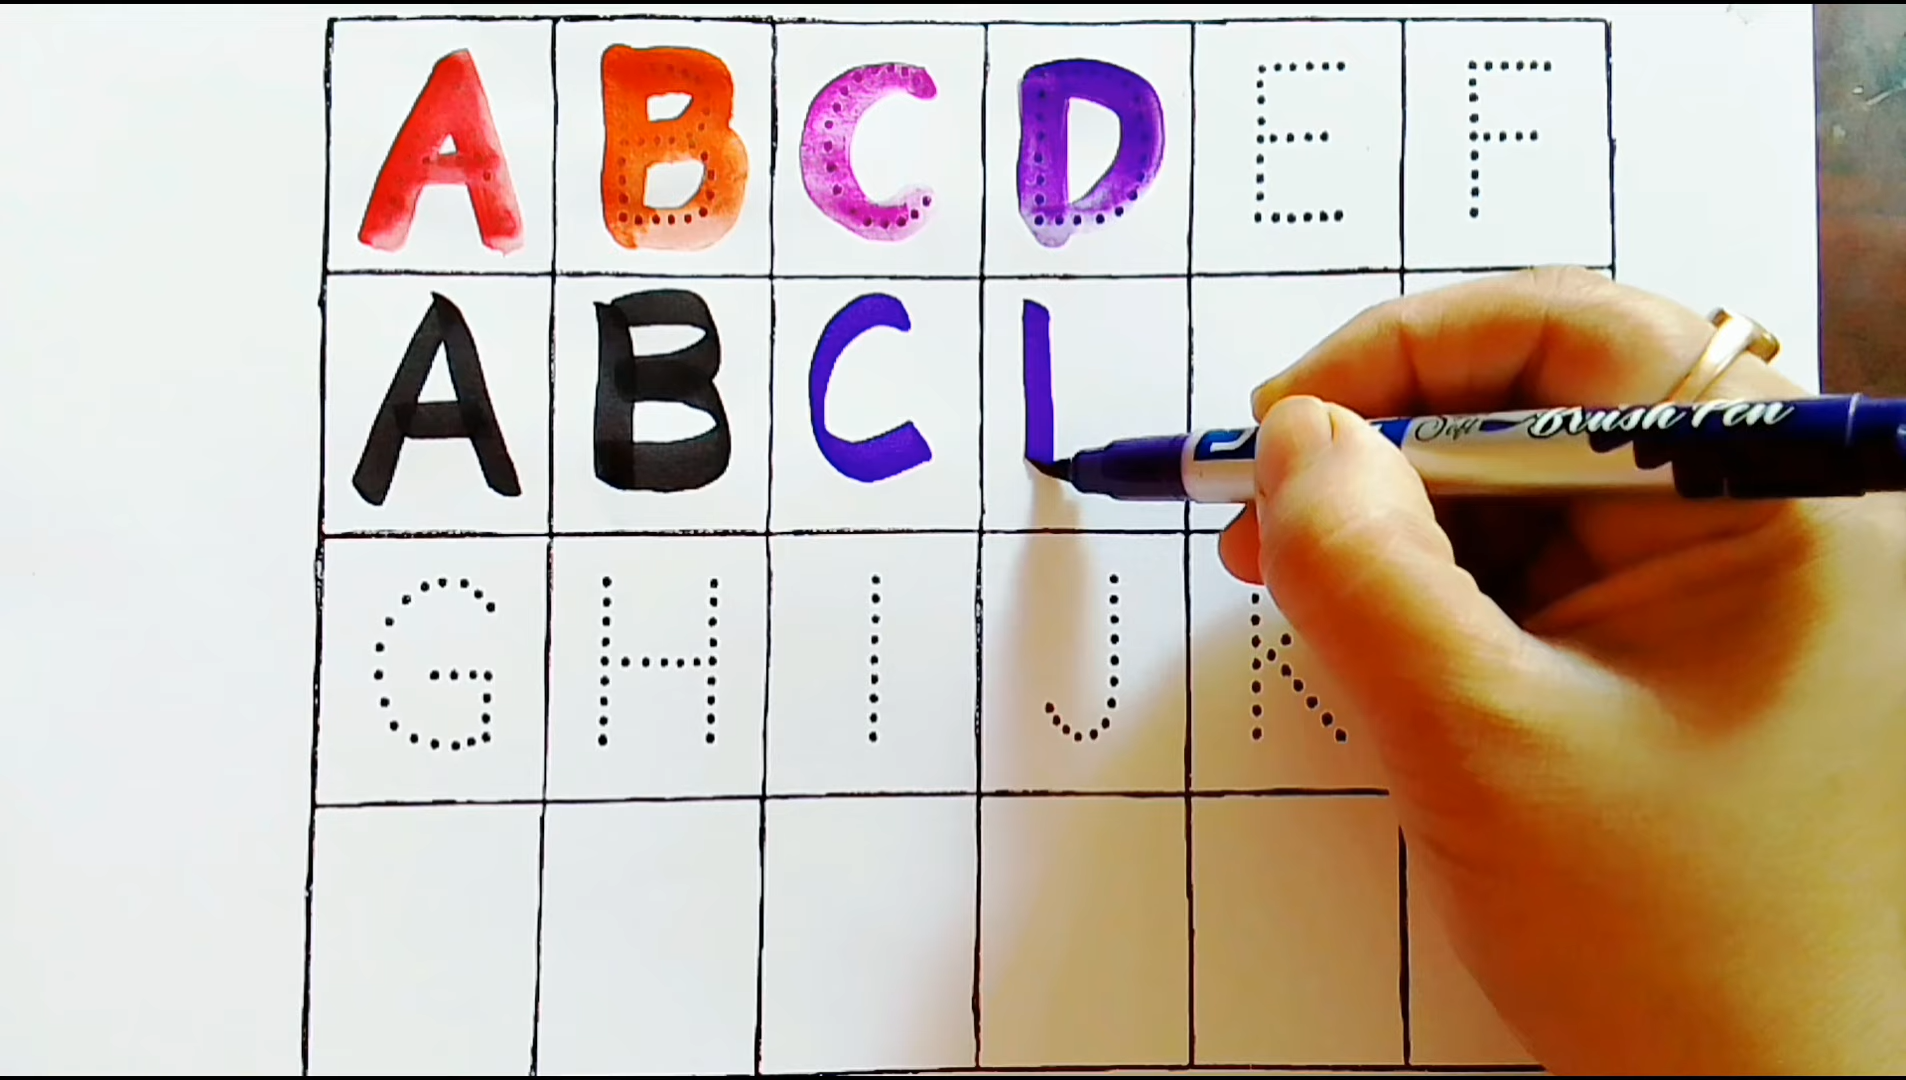 A B C D E F
A B C I
Soft Brush Pen
G H I J K